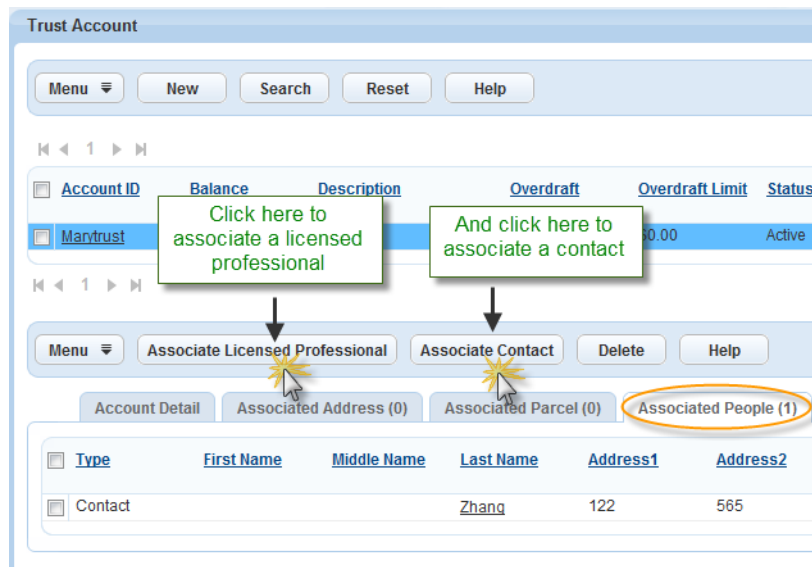 Trust Account
Menu New Search Reset Help
1
Account ID Balance Description Overdraft Overdraft Limit Status
Click here to
associate a licensed
professional
And click here to
associate a contact
Marytrust Active
1
Menu Associate Licensed Professional Associate Contact Delete Help
Account Detail Associated Address (0) Associated Parcel (0) Associated People (1)
Type First Name Middle Name Last Name Address1 Address2
Contact Zhang 122 565